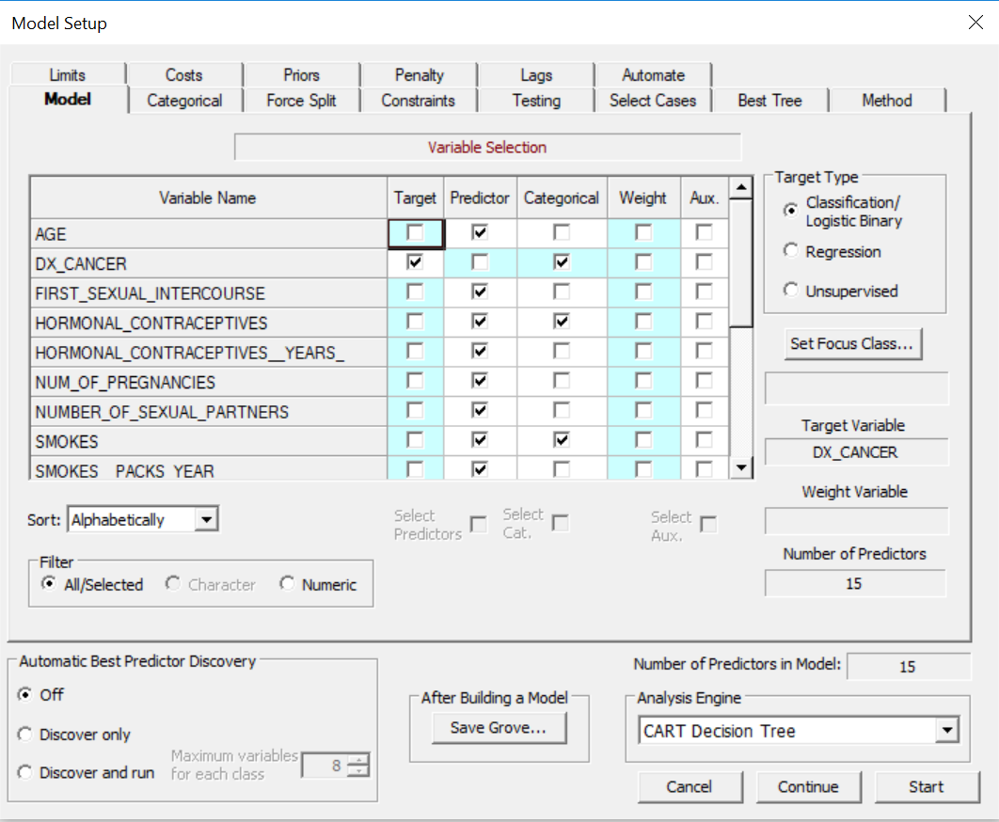 Model Setup
Limits Costs Priors Penalty Lags Automate
Model Categorical Force Split Constraints Testing Select Cases Best Tree Method
Variable Selection
Variable Name Target Predictor Categorical Weight Aux.
AGE
DX_CANCER
FIRST_SEXUAL_INTERCOURSE
HORMONAL_CONTRACEPTIVES
HORMONAL_CONTRACEPTIVES__YEARS_
NUM_OF_PREGNANCIES
NUMBER_OF_SEXUAL_PARTNERS
SMOKES
SMOKES__PACKS_YEAR
Target Type
Classification/
Logistic Binary
Regression
Unsupervised
Set Focus Class...
Target Variable
DX_CANCER
Weight Variable
Number of Predictors
15
Sort: Alphabetically
Select
Predictors
Select
Cat.
Select
Aux.
Filter
All/Selected Character Numeric
Automatic Best Predictor Discovery
Off
Discover only
Discover and run
Maximum variables
for each class
8
After Building a Model
Save Grove...
Number of Predictors in Model: 15
Analysis Engine
CART Decision Tree
Cancel Continue Start